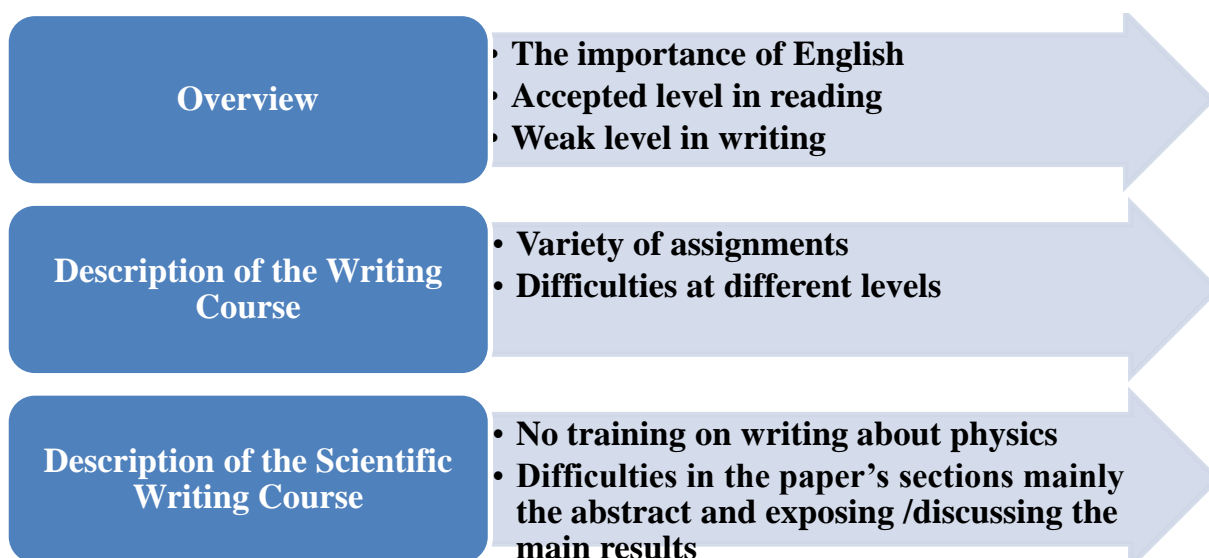 Overview
• The importance of English
• Accepted level in reading
• Weak level in writing
Description of the Writing
Course
• Variety of assignments
• Difficulties at different levels
Description of the Scientific
Writing Course
• No training on writing about physics
• Difficulties in the paper’s sections mainly
the abstract and exposing /discussing the
main results